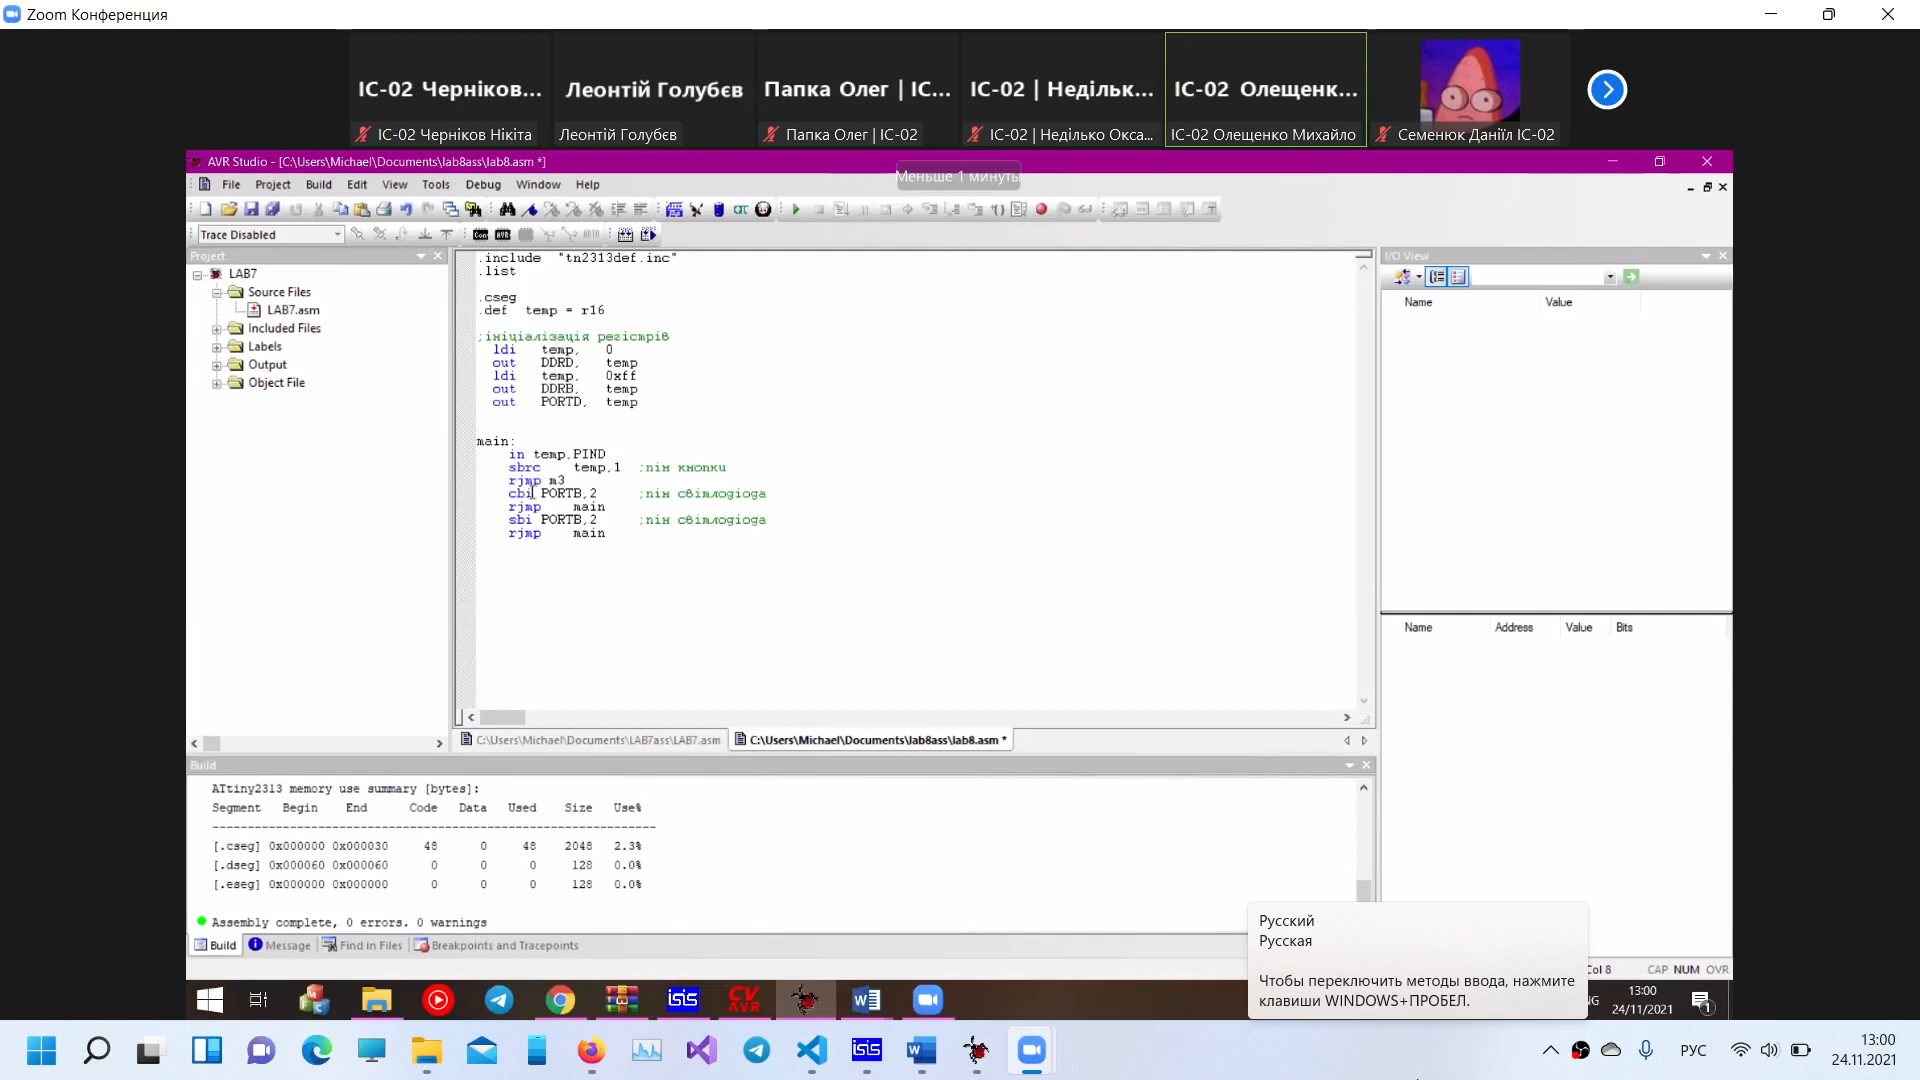 Zoom Конференция
ІС-02 Черніков...
Леонтій Голубєв
Папка Олег | ІС...
ІС-02 | Недільк...
ІС-02 Олещенк...
ІС-02 Черніков Нікіта
Леонтій Голубєв
Папка Олег | ІС-02
ІС-02 | Неділько Окса...
ІС-02 Олещенко Михайло
Семенюк Даніїл ІС-02
AVR Studio - [C:\Users\Michael\Documents\lab8ass\lab8.asm *]
Меньше 1 минуты
File Project Build Edit View Tools Debug Window Help
Trace Disabled
Project
LAB7
Source Files
LAB7.asm
Included Files
Labels
Output
Object File
.include "tn2313def.inc"
.list
.cseg
.def temp = r16
;ініціалізація регістрів
ldi temp, 0
out DDRD, temp
ldi temp, 0xff
out DDRB, temp
out PORTD, temp
main:
in temp,PIND
sbrc temp,1 ;пін кнопки
rjmp m3
cbi PORTB,2 ;пін світлодіода
rjmp main
sbi PORTB,2 ;пін світлодіода
rjmp main
I/O View
Name Value
Name Address Value Bits
C:\Users\Michael\Documents\LAB7ass\LAB7.asm
C:\Users\Michael\Documents\lab8ass\lab8.asm *
Build
ATtiny2313 memory use summary [bytes]:
Segment Begin End Code Data Used Size Use%
---------------------------------------------------------------
[.cseg] 0x000000 0x000030 48 0 48 2048 2.3%
[.dseg] 0x000060 0x000060 0 0 0 128 0.0%
[.eseg] 0x000000 0x000000 0 0 0 128 0.0%
Assembly complete, 0 errors. 0 warnings
Build Message Find in Files Breakpoints and Tracepoints
Col 8 CAP NUM OVR
Русский
Русская
Чтобы переключить методы ввода, нажмите
клавиши WINDOWS+ПРОБЕЛ.
isis
CV
AVR
NG
13:00
24/11/2021
1
isis
РУС
13:00
24.11.2021